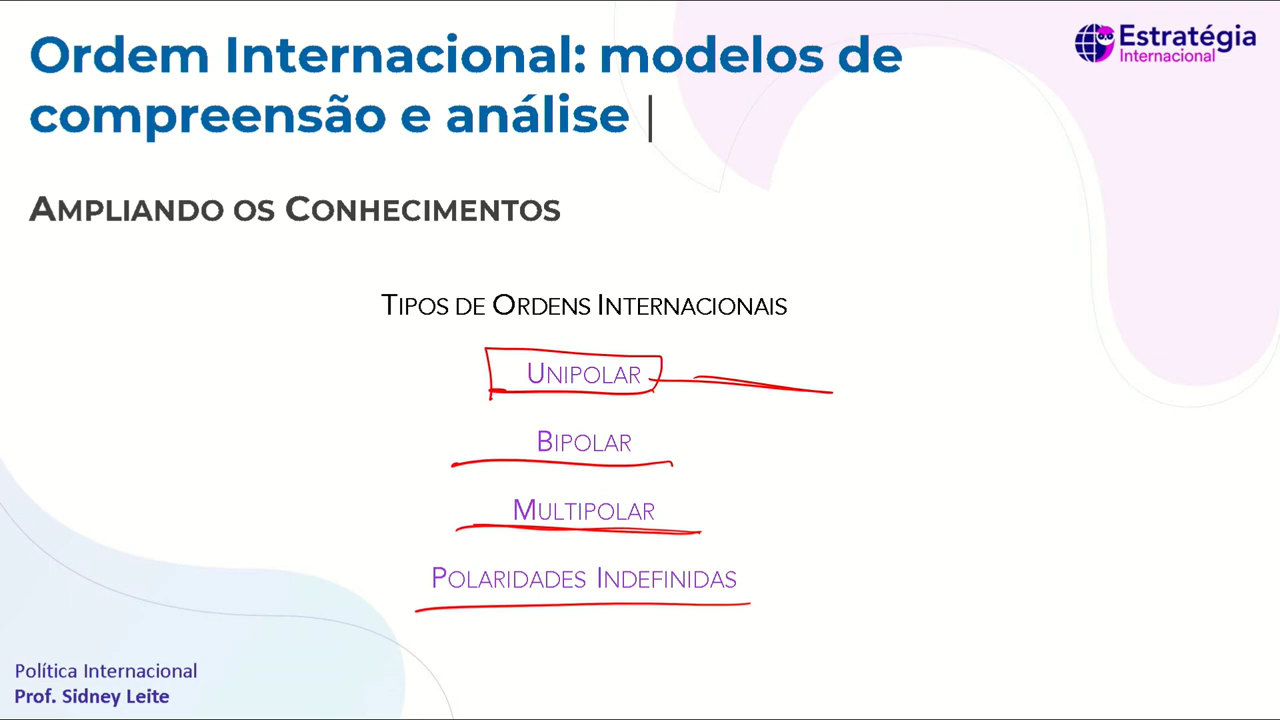 Ordem Internacional: modelos de
compreensão e análise |
Estratégia
Internacional
AMPLIANDO OS CONHECIMENTOS
TIPOS DE ORDENS INTERNACIONAIS
UNIPOLAR
BIPOLAR
MULTIPOLAR
POLARIDADES INDEFINIDAS
Política Internacional
Prof. Sidney Leite